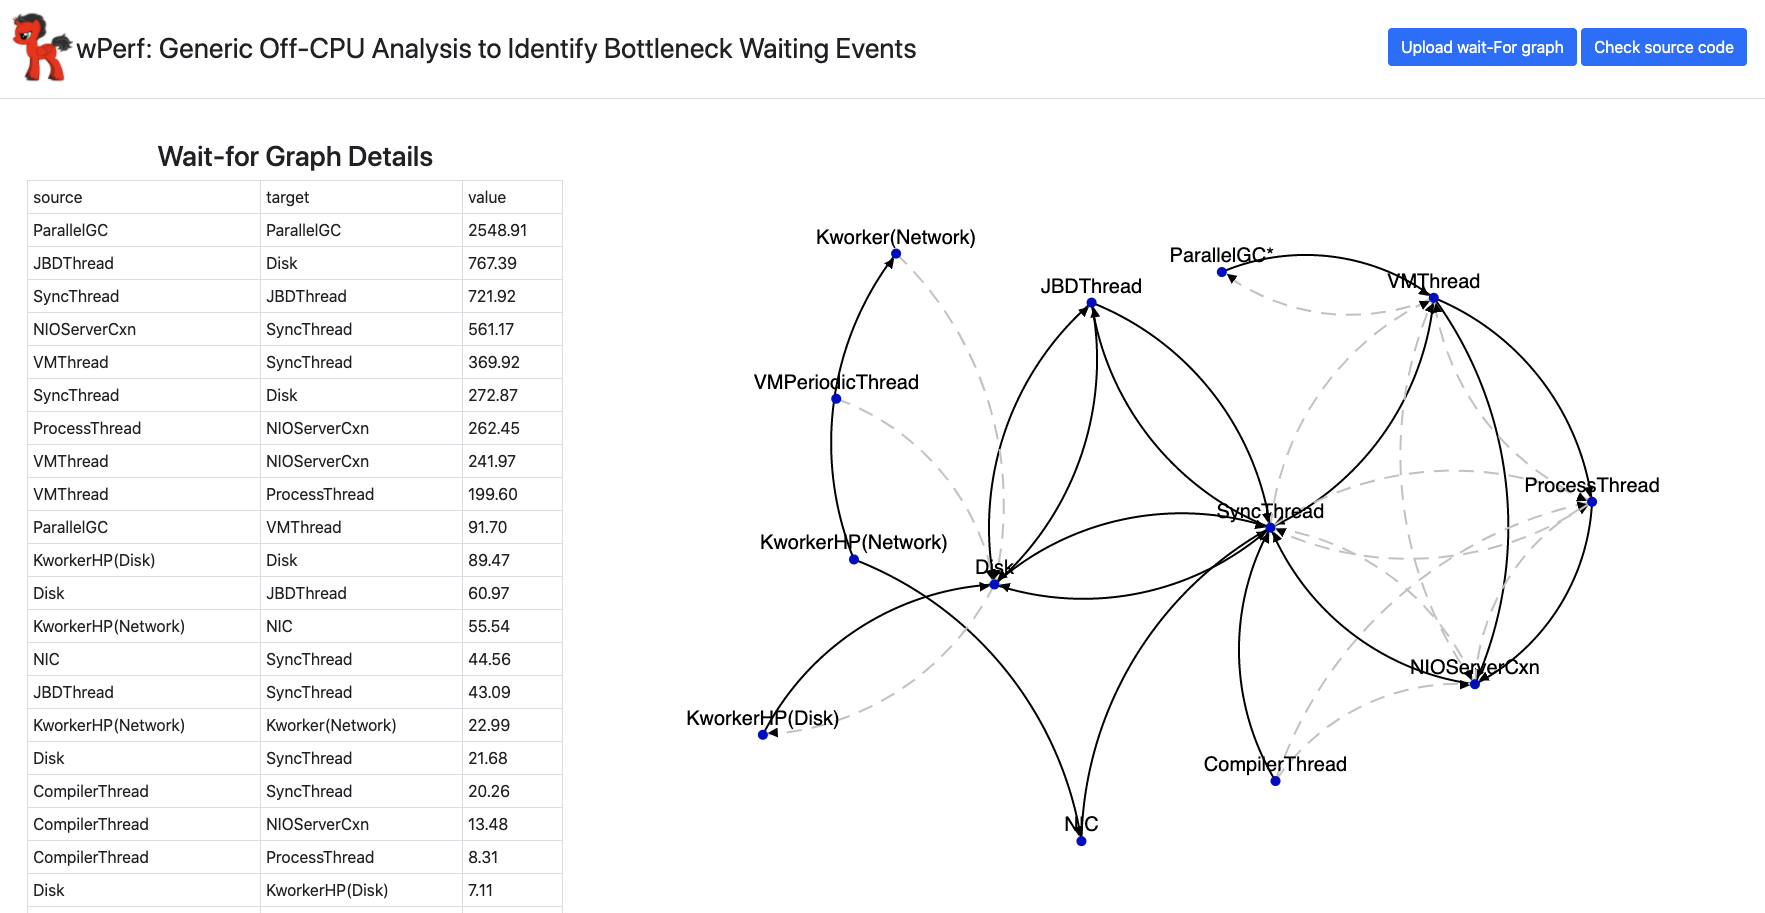 wPerf: Generic Off-CPU Analysis to Identify Bottleneck Waiting Events
Upload wait-For graph
Check source code
Wait-for Graph Details
source target value
ParallelGC ParallelGC 2548.91
JBDThread Disk 767.39
SyncThread JBDThread 721.92
NIOServerCxn SyncThread 561.17
VMThread SyncThread 369.92
SyncThread Disk 272.87
ProcessThread NIOServerCxn 262.45
VMThread NIOServerCxn 241.97
VMThread ProcessThread 199.60
ParallelGC VMThread 91.70
KworkerHP(Disk) Disk 89.47
Disk JBDThread 60.97
KworkerHP(Network) NIC 55.54
NIC SyncThread 44.56
JBDThread SyncThread 43.09
KworkerHP(Network) Kworker(Network) 22.99
Disk SyncThread 21.68
CompilerThread SyncThread 20.26
CompilerThread NIOServerCxn 13.48
CompilerThread ProcessThread 8.31
Disk KworkerHP(Disk) 7.11
Kworker(Network)
ParallelGC*
VMThread
JBDThread
VMPeriodicThread
ProcessThread
SyncThread
KworkerHP(Network)
Disk
NIOServerCxn
KworkerHP(Disk)
CompilerThread
NIC